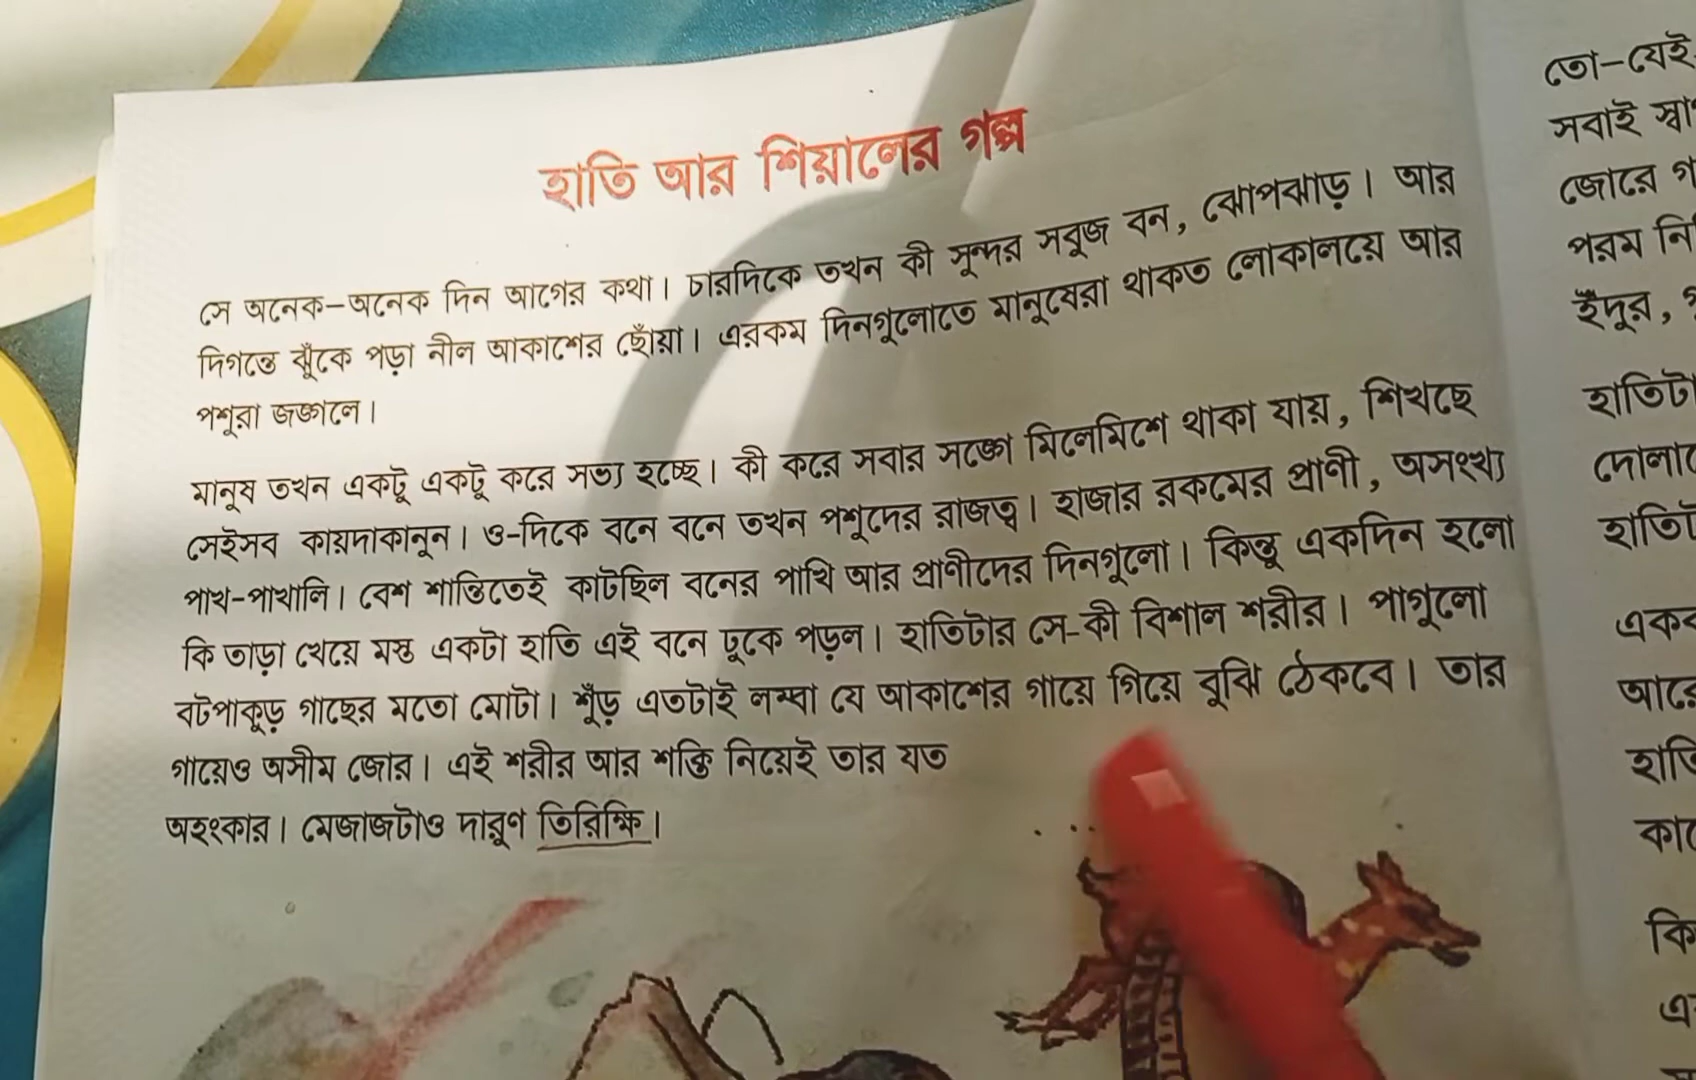 হাতি আর শিয়ালের গল্প
সে অনেক-অনেক দিন আগের কথা। চারদিকে তখন কী সুন্দর সবুজ বন, ঝোপঝাড়। আর
দিগন্তে ঝুঁকে পড়া নীল আকাশের ছোঁয়া। এরকম দিনগুলোতে মানুষেরা থাকত লোকালয়ে আর
পশুরা জঙ্গলে।
মানুষ তখন একটু একটু করে সভ্য হচ্ছে। কী করে সবার সঙ্গে মিলেমিশে থাকা যায়, শিখছে
সেইসব কায়দাকানুন। ও-দিকে বনে বনে তখন পশুদের রাজত্ব। হাজার রকমের প্রাণী, অসংখ্য
পাখ-পাখালি। বেশ শান্তিতেই কাটছিল বনের পাখি আর প্রাণীদের দিনগুলো। কিন্তু একদিন হলো
কি তাড়া খেয়ে মস্ত একটা হাতি এই বনে ঢুকে পড়ল। হাতিটার সে-কী বিশাল শরীর। পাগুলো
বটপাকুড় গাছের মতো মোটা। শুঁড় এতটাই লম্বা যে আকাশের গায়ে গিয়ে বুঝি ঠেকবে। তার
গায়েও অসীম জোর। এই শরীর আর শক্তি নিয়েই তার যত
অহংকার। মেজাজটাও দারুণ তিরিক্ষি।
তো-যেই
সবাই
জোরে
পরম
ইঁদুর,
হাতিটা